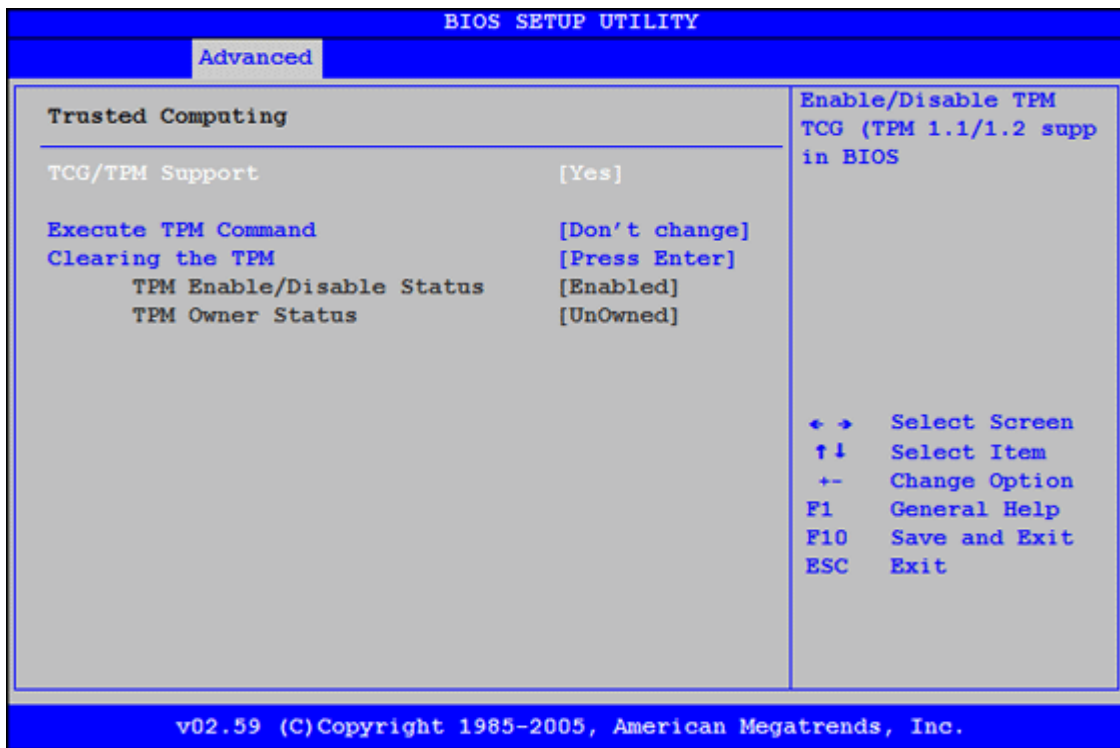 BIOS SETUP UTILITY
Advanced
Trusted Computing
TCG/TPM Support [Yes]
Execute TPM Command [Don't change]
Clearing the TPM [Press Enter]
TPM Enable/Disable Status [Enabled]
TPM Owner Status [UnOwned]
Enable/Disable TPM
TCG (TPM 1.1/1.2 supp
in BIOS
← → Select Screen
↑↓ Select Item
+- Change Option
F1 General Help
F10 Save and Exit
ESC Exit
v02.59 (C)Copyright 1985-2005, American Megatrends, Inc.